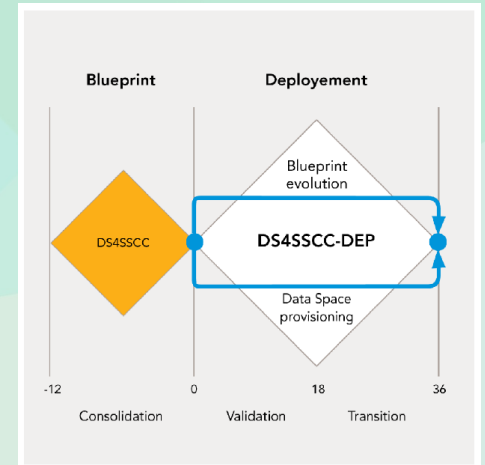 Blueprint
Deployement
Blueprint
evolution
DS4SSCC
DS4SSCC-DEP
Data Space
provisioning
-12
0
18
36
Consolidation
Validation
Transition